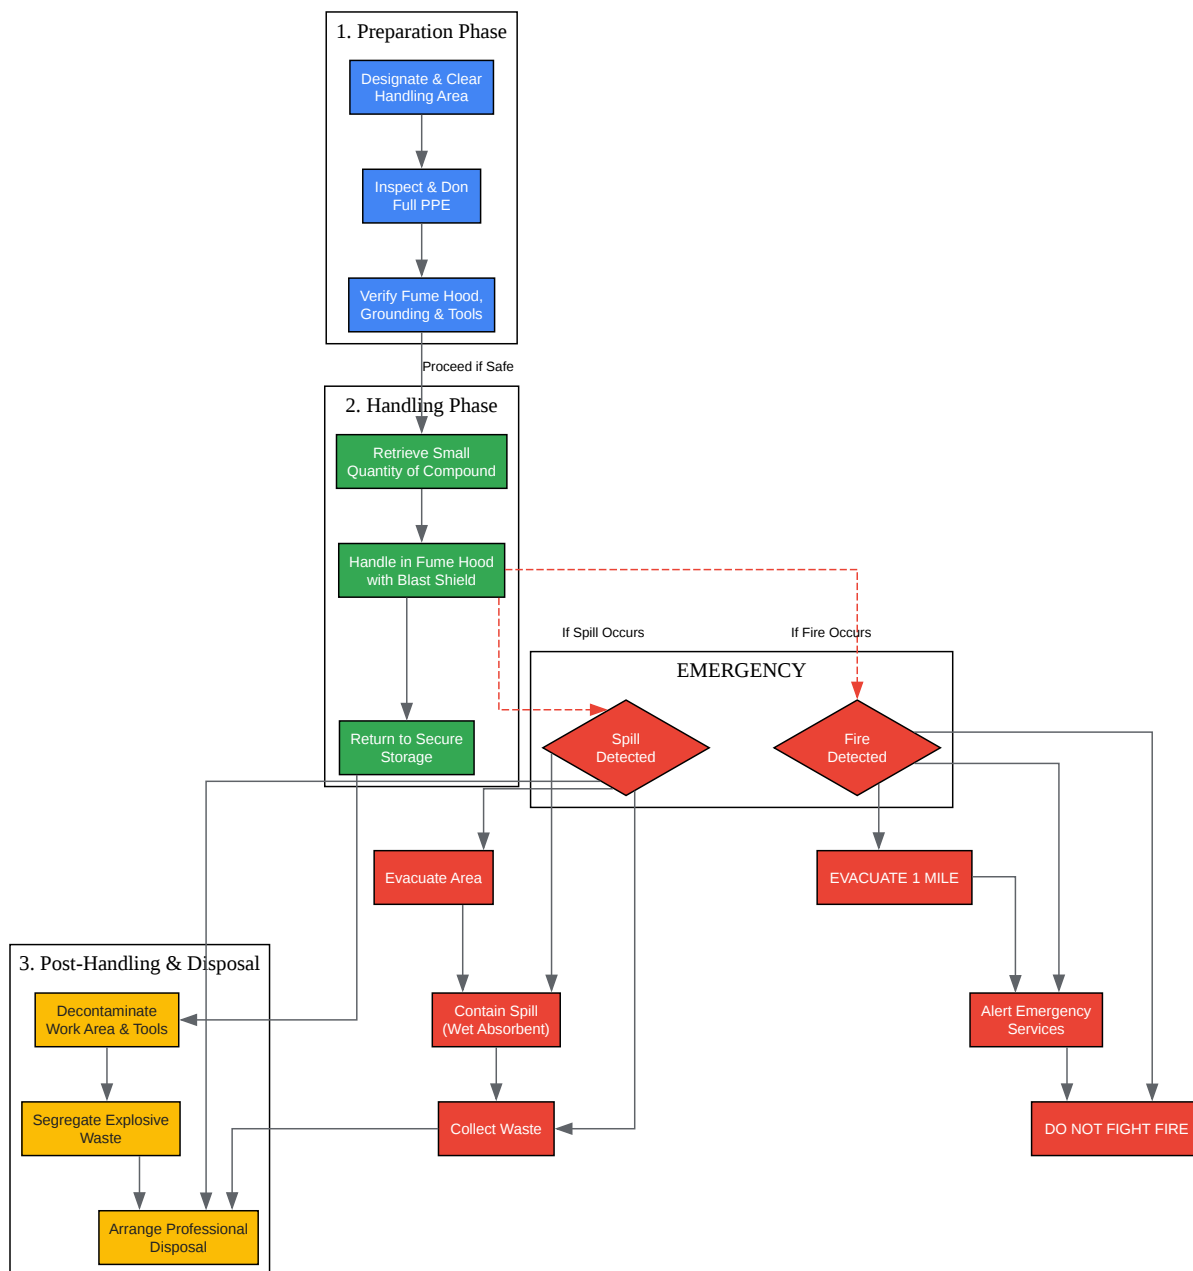 1. Preparation Phase
Designate & Clear
Handling Area
Inspect & Don
Full PPE
Verify Fume Hood,
Grounding & Tools
Proceed if Safe
2. Handling Phase
Retrieve Small
Quantity of Compound
Handle in Fume Hood
with Blast Shield
If Spill Occurs
If Fire Occurs
EMERGENCY
Return to Secure
Storage
Spill
Detected
Fire
Detected
Evacuate Area
EVACUATE 1 MILE
3. Post-Handling & Disposal
Decontaminate
Work Area & Tools
Contain Spill
(Wet Absorbent)
Alert Emergency
Services
Segregate Explosive
Waste
Collect Waste
DO NOT FIGHT FIRE
Arrange Professional
Disposal